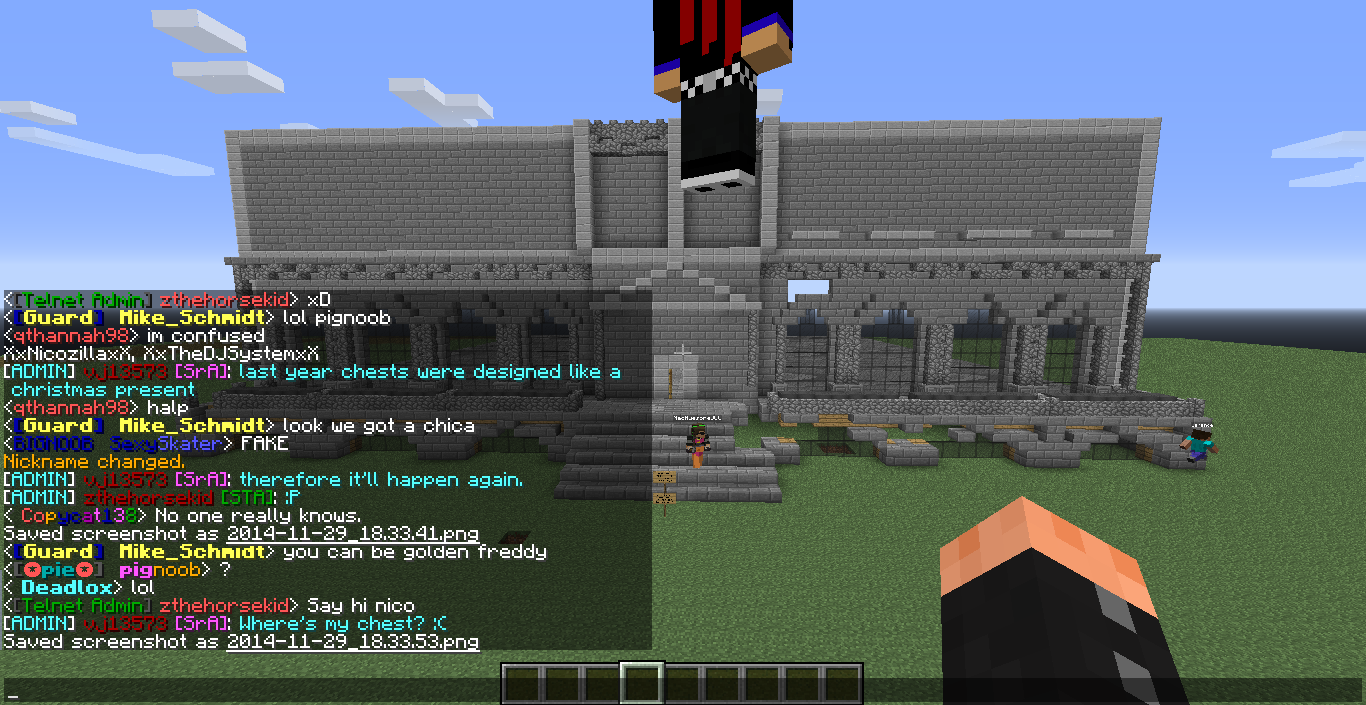 <[Telnet Admin] zthehorsekid> xD
<[Guard] Mike_Schmidt> lol pignoob
<qthannah98> im confused
XxNicozillaxX, XxTheDJSystemxX
[ADMIN] vj13573 [SrA]: last year chests were designed like a
christmas present
<qthannah98> halp
<[Guard] Mike_Schmidt> look we got a chica
<BIGNOOB SexySkater> FAKE
Nickname changed.
[ADMIN] vj13573 [SrA]: therefore it'll happen again.
[ADMIN] zthehorsekid [STA]: :P
< Copycat138> No one really knows.
Saved screenshot as 2014-11-29_18.33.41.png
<[Guard] Mike_Schmidt> you can be golden freddy
<[pie] pignoob> ?
< Deadlox> lol
<[Telnet Admin] zthehorsekid> Say hi nico
[ADMIN] vj13573 [SrA]: Where's my chest? :C
Saved screenshot as 2014-11-29_18.33.53.png
_